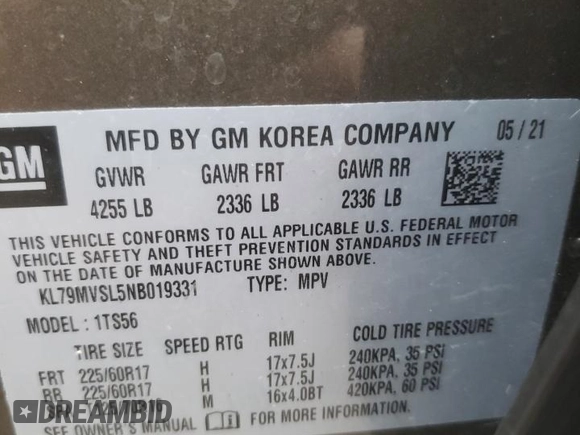 GM
MFD BY GM KOREA COMPANY 05 / 21
GVWR GAWR FRT GAWR RR
4255 LB 2336 LB 2336 LB
THIS VEHICLE CONFORMS TO ALL APPLICABLE U.S. FEDERAL MOTOR
VEHICLE SAFETY AND THEFT PREVENTION STANDARDS IN EFFECT
ON THE DATE OF MANUFACTURE SHOWN ABOVE.
KL79MVSL5NB019331 TYPE: MPV
MODEL : 1TS56
TIRE SIZE SPEED RTG RIM COLD TIRE PRESSURE
FRT 225/60R17 H 17x7.5J 240KPA, 35 PSI
RR 225/60R17 H 17x7.5J 240KPA, 35 PSI
M 16x4.0BT 420KPA, 60 PSI
SEE OWNER'S MANUAL FOR MORE INFORMATION
DREAMBID